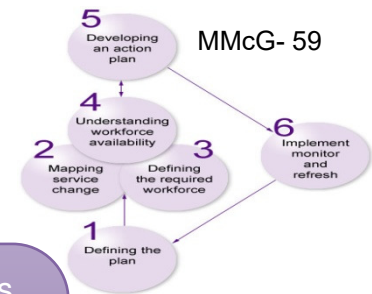 MMcG- 59
5
Developing
an action
plan
4
Understanding
workforce
availability
2
Mapping
service
change
3
Defining
the required
workforce
6
Implement
monitor
and
refresh
1
Defining the
plan